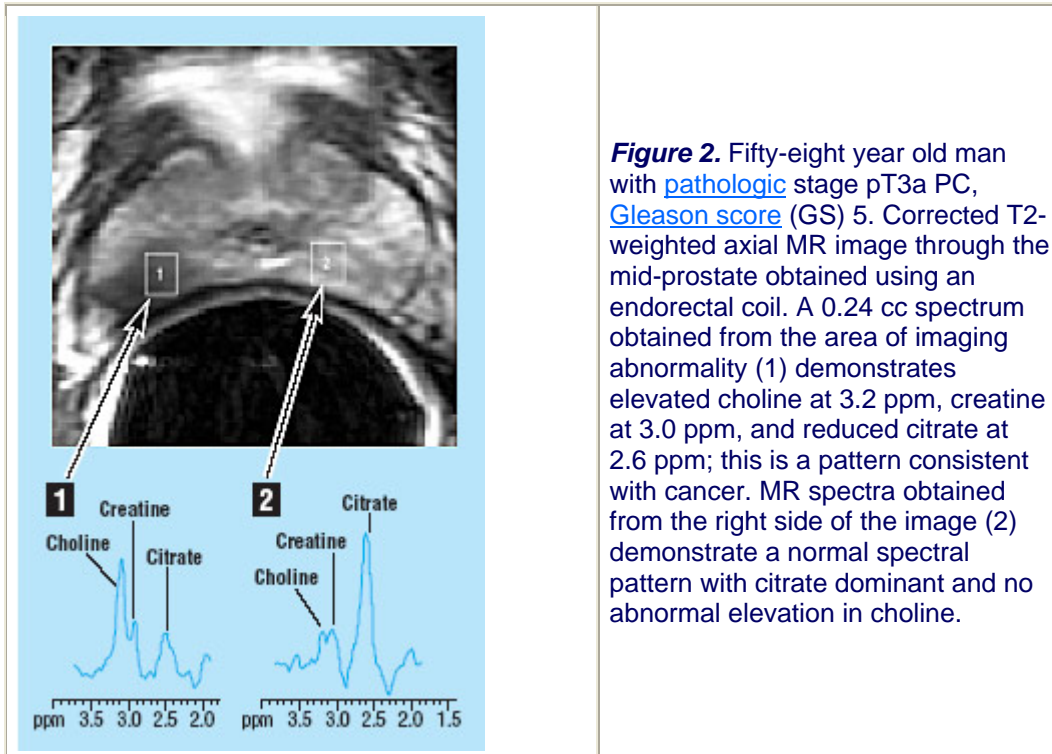 1
2
1
2
Creatine
Citrate
Choline
Citrate
Creatine
Choline
ppm 3.5 3.0 2.5 2.0
ppm 3.5 3.0 2.5 2.0 1.5
Figure 2. Fifty-eight year old man
with pathologic stage pT3a PC,
Gleason score (GS) 5. Corrected T2-
weighted axial MR image through the
mid-prostate obtained using an
endorectal coil. A 0.24 cc spectrum
obtained from the area of imaging
abnormality (1) demonstrates
elevated choline at 3.2 ppm, creatine
at 3.0 ppm, and reduced citrate at
2.6 ppm; this is a pattern consistent
with cancer. MR spectra obtained
from the right side of the image (2)
demonstrate a normal spectral
pattern with citrate dominant and no
abnormal elevation in choline.